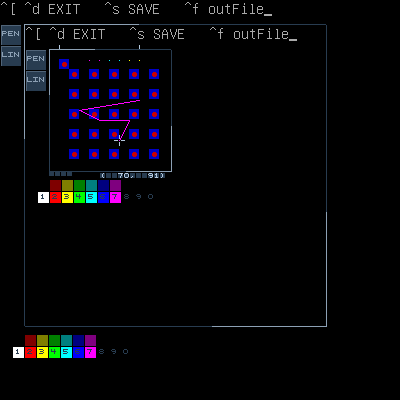 ^[ ^d EXIT ^s SAVE ^f outFile_
PEN
LIN
^[ ^d EXIT ^s SAVE ^f outFile_
PEN
LIN
( 70, 91)
1 2 3 4 5 6 7 8 9 0
1 2 3 4 5 6 7 8 9 0